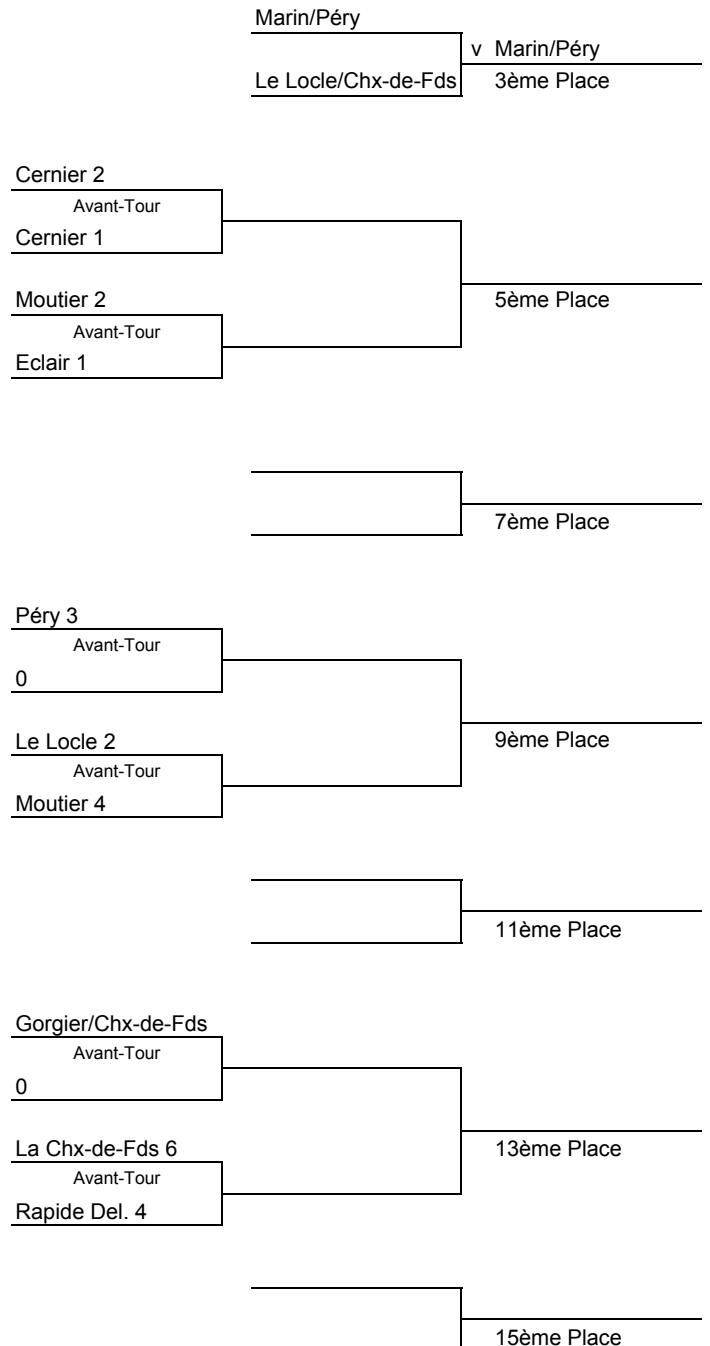 Marin/Péry
v Marin/Péry
Le Locle/Chx-de-Fds
3ème Place
Cernier 2
Avant-Tour
Cernier 1
Moutier 2
5ème Place
Avant-Tour
Eclair 1
7ème Place
Péry 3
Avant-Tour
0
Le Locle 2
9ème Place
Avant-Tour
Moutier 4
11ème Place
Gorgier/Chx-de-Fds
Avant-Tour
0
La Chx-de-Fds 6
13ème Place
Avant-Tour
Rapide Del. 4
15ème Place